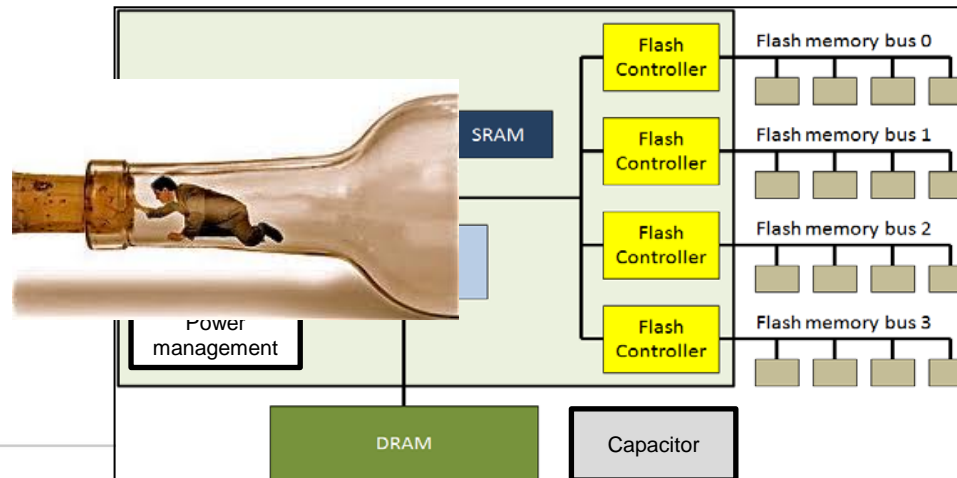 Flash
Controller
Flash memory bus 0
SRAM
Flash
Controller
Flash memory bus 1
Flash
Controller
Flash memory bus 2
Power
management
Flash
Controller
Flash memory bus 3
DRAM
Capacitor